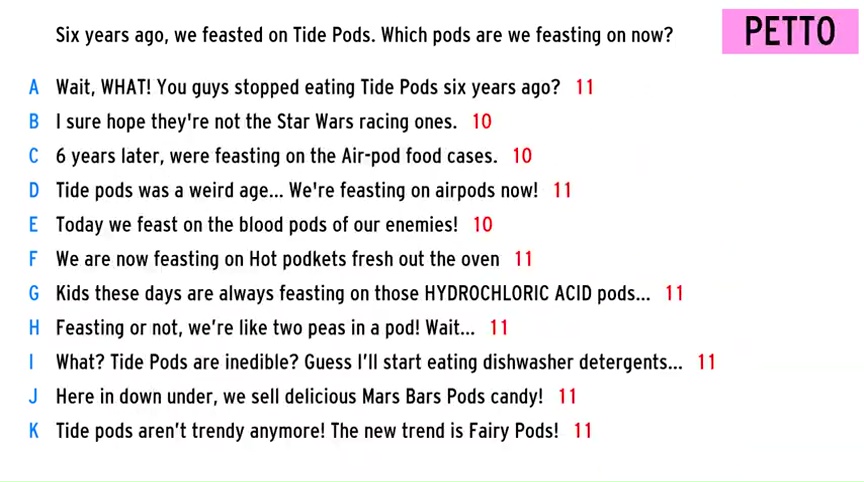 Six years ago, we feasted on Tide Pods. Which pods are we feasting on now?
PETTO
A Wait, WHAT! You guys stopped eating Tide Pods six years ago? 11
B I sure hope they're not the Star Wars racing ones. 10
C 6 years later, were feasting on the Air-pod food cases. 10
D Tide pods was a weird age... We're feasting on airpods now! 11
E Today we feast on the blood pods of our enemies! 10
F We are now feasting on Hot podkets fresh out the oven 11
G Kids these days are always feasting on those HYDROCHLORIC ACID pods... 11
H Feasting or not, we're like two peas in a pod! Wait... 11
I What? Tide Pods are inedible? Guess I'll start eating dishwasher detergents... 11
J Here in down under, we sell delicious Mars Bars Pods candy! 11
K Tide pods aren't trendy anymore! The new trend is Fairy Pods! 11